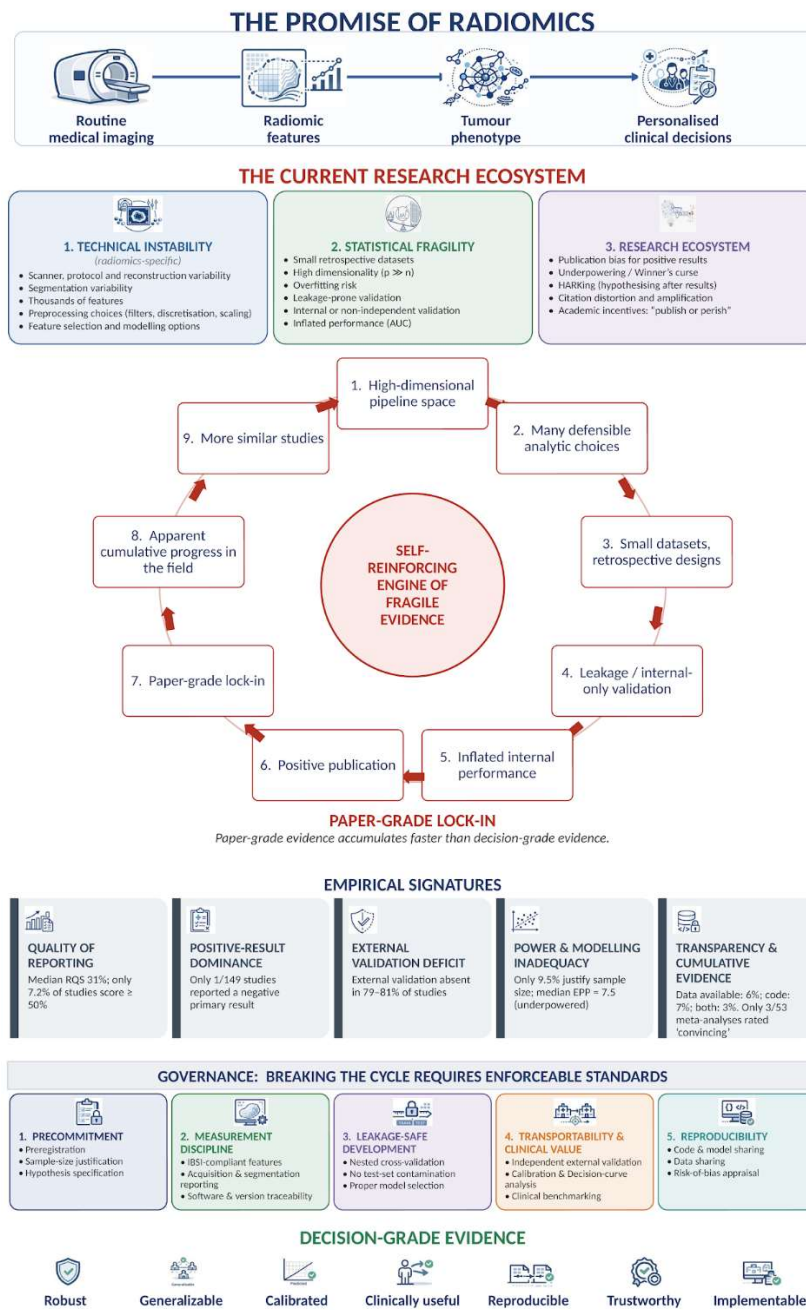 THE PROMISE OF RADIOMICS
Routine
medical imaging
Radiomic
features
Tumour
phenotype
Personalised
clinical decisions
THE CURRENT RESEARCH ECOSYSTEM
1. TECHNICAL INSTABILITY
(radiomics-specific)
• Scanner, protocol and reconstruction variability
• Segmentation variability
• Thousands of features
• Preprocessing choices (filters, discretisation, scaling)
• Feature selection and modelling options
2. STATISTICAL FRAGILITY
• Small retrospective datasets
• High dimensionality (p ≫ n)
• Overfitting risk
• Leakage-prone validation
• Internal or non-independent validation
• Inflated performance (AUC)
3. RESEARCH ECOSYSTEM
• Publication bias for positive results
• Underpowering / Winner's curse
• HARKing (hypothesising after results)
• Citation distortion and amplification
• Academic incentives: "publish or perish"
1. High-dimensional
pipeline space
2. Many defensible
analytic choices
3. Small datasets,
retrospective designs
4. Leakage / internal-
only validation
5. Inflated internal
performance
6. Positive publication
7. Paper-grade lock-in
8. Apparent
cumulative progress in
the field
9. More similar studies
SELF-
REINFORCING
ENGINE OF
FRAGILE
EVIDENCE
PAPER-GRADE LOCK-IN
Paper-grade evidence accumulates faster than decision-grade evidence.
EMPIRICAL SIGNATURES
QUALITY OF
REPORTING
Median RQS 31%; only
7.2% of studies score ≥
50%
POSITIVE-RESULT
DOMINANCE
Only 1/149 studies
reported a negative
primary result
EXTERNAL
VALIDATION DEFICIT
External validation absent
in 79–81% of studies
POWER & MODELLING
INADEQUACY
Only 9.5% justify sample
size; median EPP = 7.5
(underpowered)
TRANSPARENCY &
CUMULATIVE
EVIDENCE
Data available: 6%; code:
7%; both: 3%. Only 3/53
meta-analyses rated
'convincing'
GOVERNANCE: BREAKING THE CYCLE REQUIRES ENFORCEABLE STANDARDS
1. PRECOMMITMENT
• Preregistration
• Sample-size justification
• Hypothesis specification
2. MEASUREMENT
DISCIPLINE
• IBSI-compliant features
• Acquisition & segmentation
reporting
• Software & version traceability
3. LEAKAGE-SAFE
DEVELOPMENT
• Nested cross-validation
• No test-set contamination
• Proper model selection
4. TRANSPORTABILITY &
CLINICAL VALUE
• Independent external validation
• Calibration & Decision-curve
analysis
• Clinical benchmarking
5. REPRODUCIBILITY
• Code & model sharing
• Data sharing
• Risk-of-bias appraisal
DECISION-GRADE EVIDENCE
Robust
Generalizable
Calibrated
Clinically useful
Reproducible
Trustworthy
Implementable